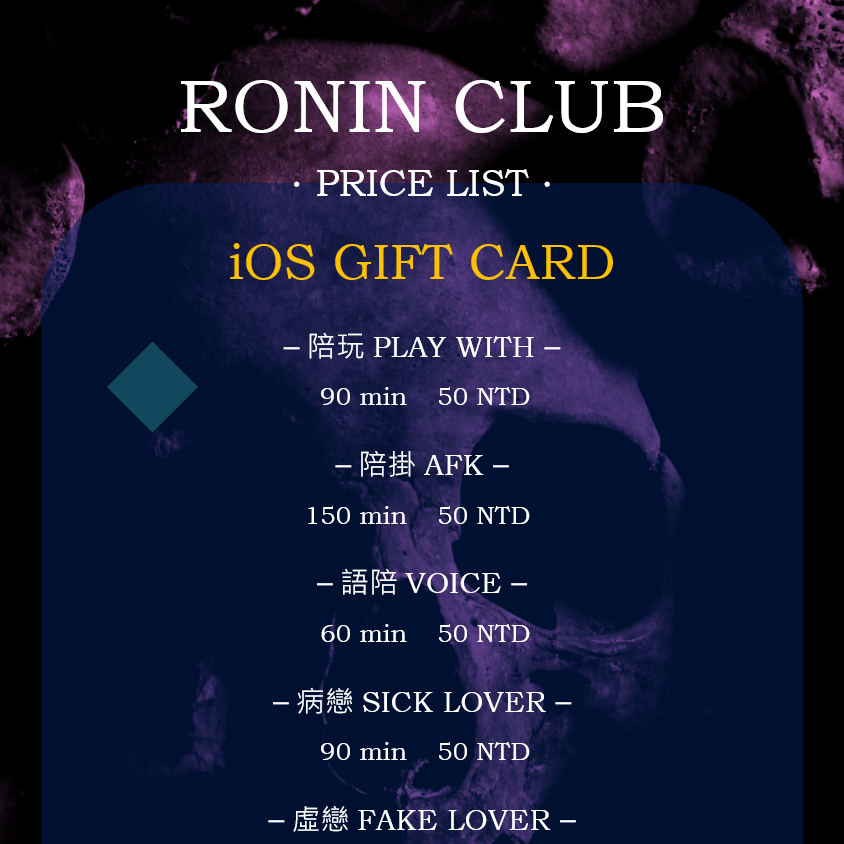 RONIN CLUB
· PRICE LIST ·
iOS GIFT CARD
– 陪玩 PLAY WITH –
90 min 50 NTD
– 陪掛 AFK –
150 min 50 NTD
– 語陪 VOICE –
60 min 50 NTD
– 病戀 SICK LOVER –
90 min 50 NTD
– 虛戀 FAKE LOVER –